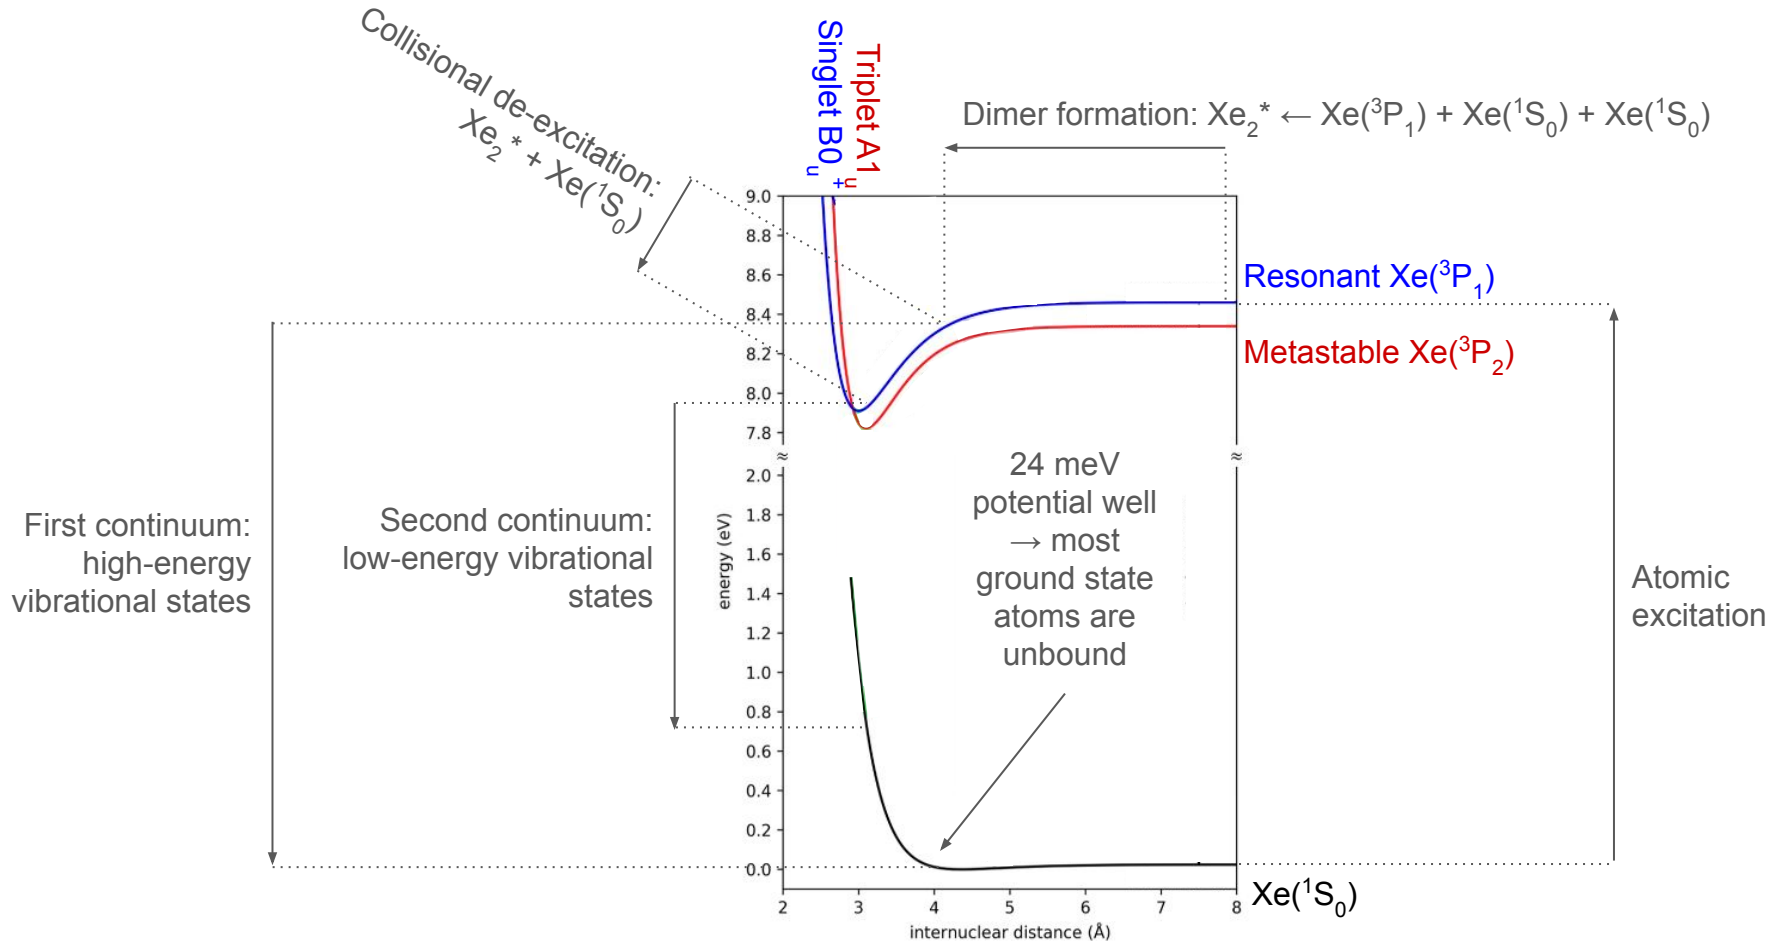 Collisional de-excitation:
Xe₂* + Xe(¹S₀)
Singlet B0ᵤ⁺
Triplet A1ᵤ
Dimer formation: Xe₂* ← Xe(³P₁) + Xe(¹S₀) + Xe(¹S₀)
9.0
8.8
8.6
8.4
8.2
8.0
7.8
≈
≈
2.0
1.8
1.6
1.4
1.2
1.0
0.8
0.6
0.4
0.2
0.0
energy (eV)
2
3
4
5
6
7
8
internuclear distance (Å)
Resonant Xe(³P₁)
Metastable Xe(³P₂)
24 meV
potential well
→ most
ground state
atoms are
unbound
First continuum:
high-energy
vibrational states
Second continuum:
low-energy vibrational
states
Atomic
excitation
Xe(¹S₀)